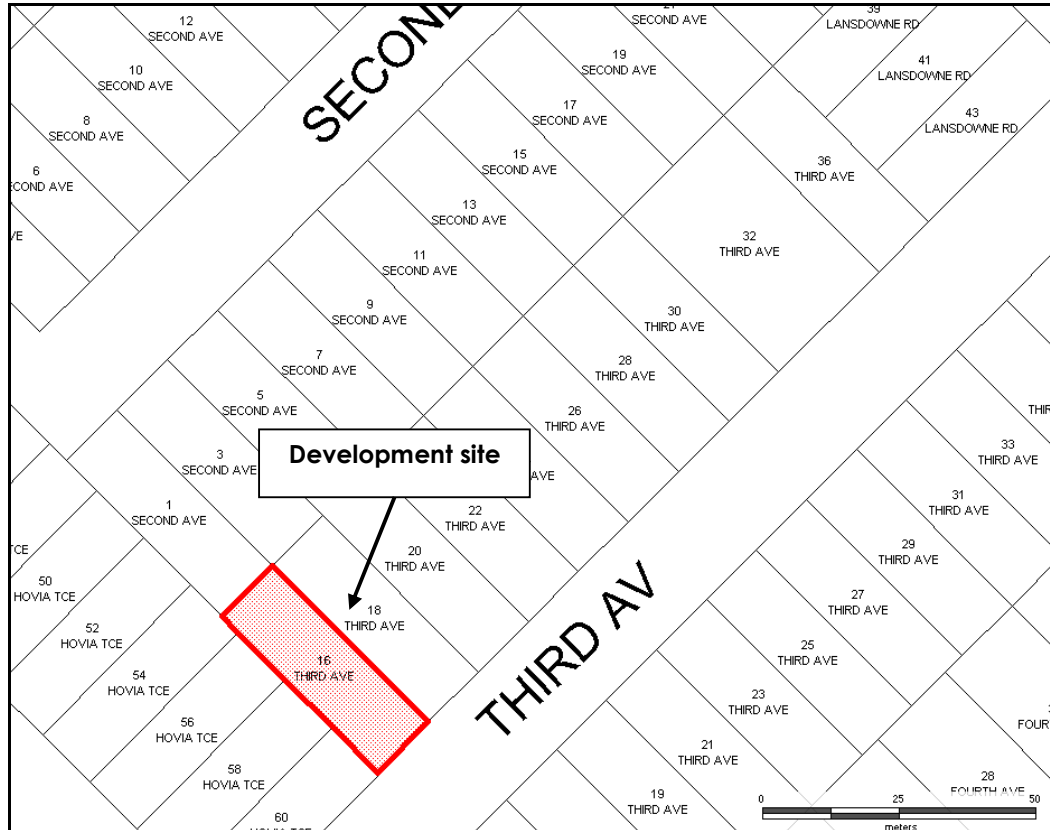 12
SECOND AVE
10
SECOND AVE
8
SECOND AVE
6
SECOND
SECOND AVE
19
SECOND AVE
17
SECOND AVE
15
SECOND AVE
13
SECOND AVE
11
SECOND AVE
9
SECOND AVE
7
SECOND AVE
5
SECOND AVE
3
SECOND AVE
1
SECOND AVE
39
LANSDOWNE RD
41
LANSDOWNE RD
43
LANSDOWNE RD
36
THIRD AVE
32
THIRD AVE
30
THIRD AVE
28
THIRD AVE
26
THIRD AVE
AVE
22
THIRD AVE
20
THIRD AVE
18
THIRD AVE
16
THIRD AVE
Development site
THIRD AV
50
HOVIA TCE
52
HOVIA TCE
54
HOVIA TCE
56
HOVIA TCE
58
HOVIA TCE
60
HOVIA TCE
33
THIRD AVE
31
THIRD AVE
29
THIRD AVE
27
THIRD AVE
25
THIRD AVE
23
THIRD AVE
21
THIRD AVE
19
THIRD AVE
28
FOURTH AVE
0 25 50
meters